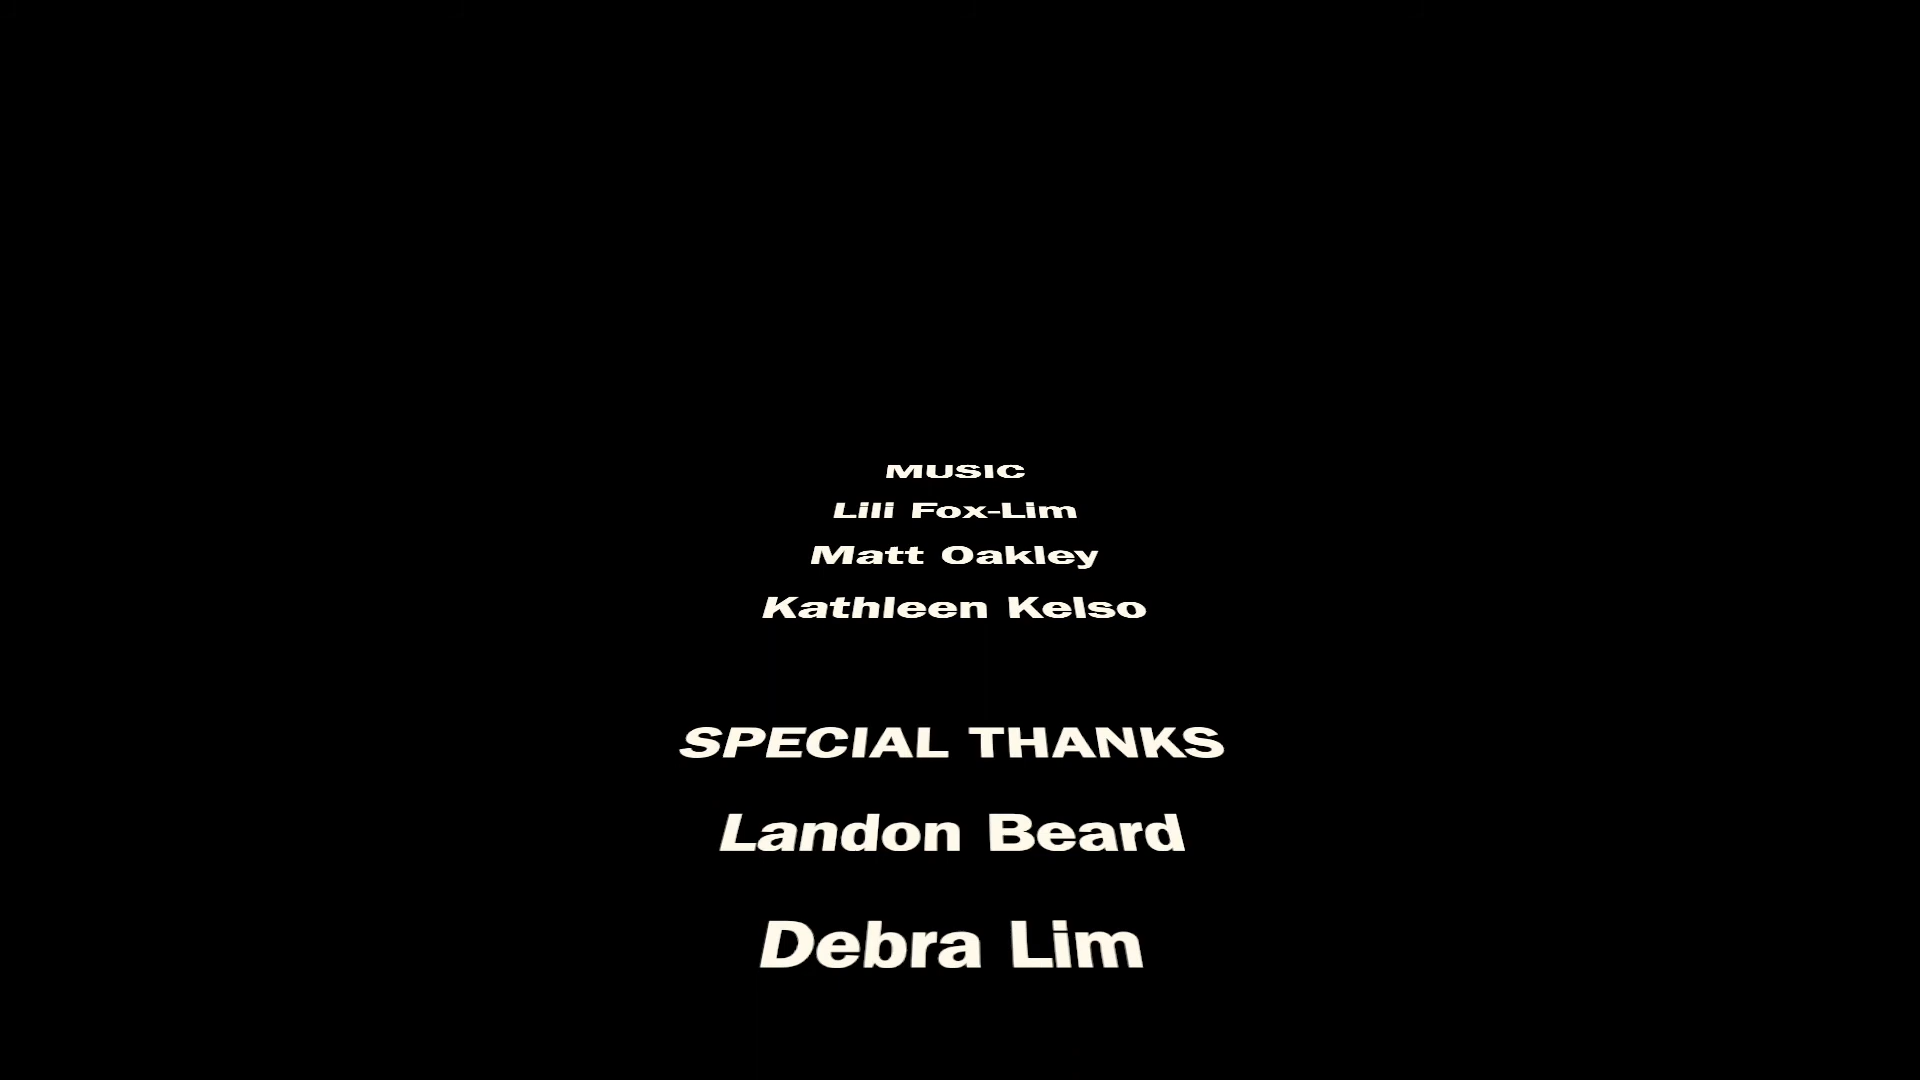 MUSIC
Lili Fox-Lim
Matt Oakley
Kathleen Kelso
SPECIAL THANKS
Landon Beard
Debra Lim